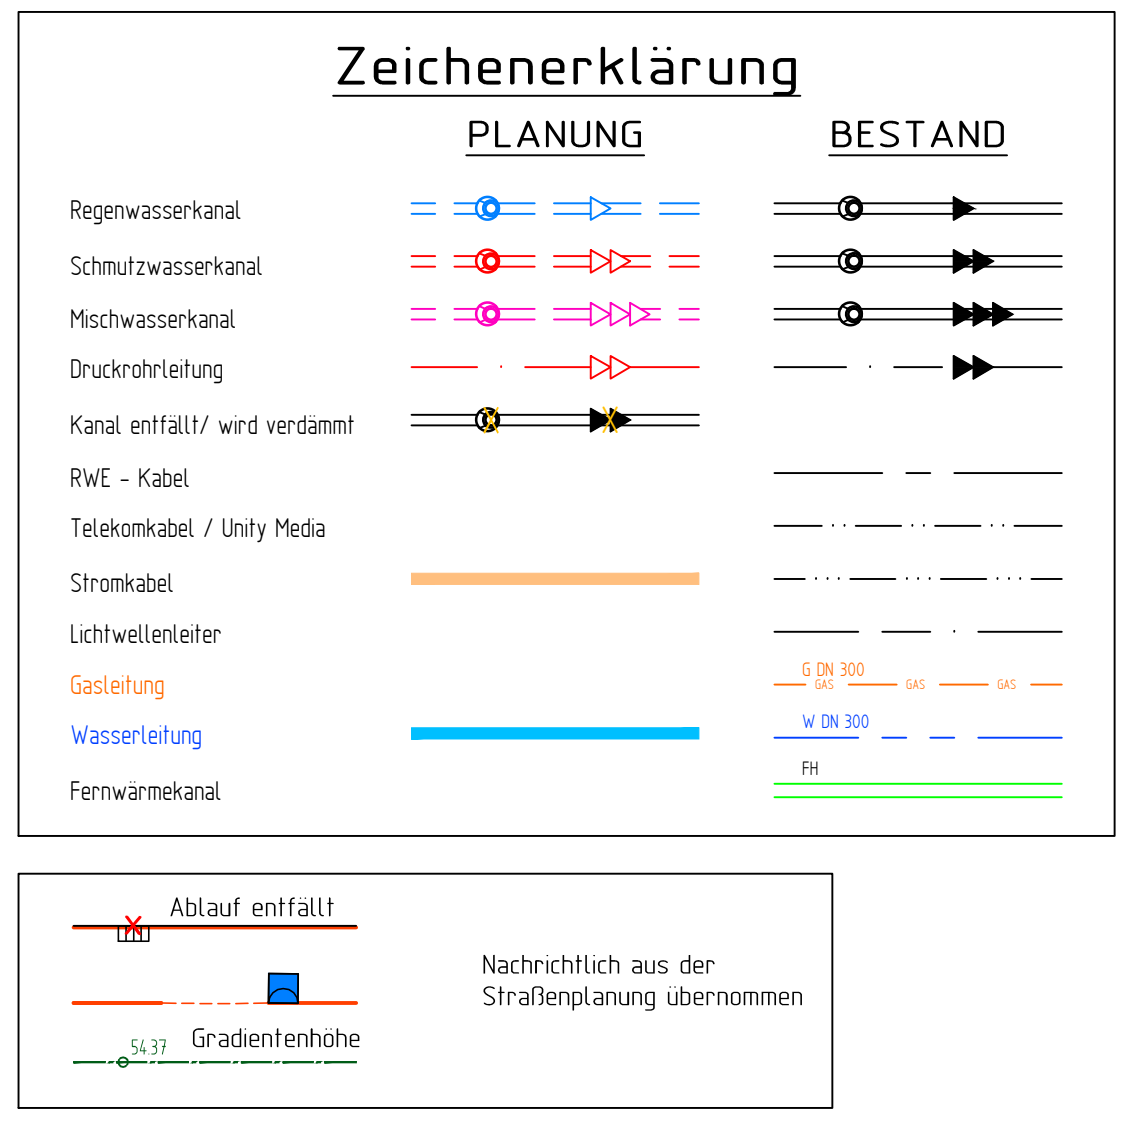 Zeichenerklärung
PLANUNG BESTAND
Regenwasserkanal
Schmutzwasserkanal
Mischwasserkanal
Druckrohrleitung
Kanal entfällt/ wird verdämmt
RWE - Kabel
Telekomkabel / Unity Media
Stromkabel
Lichtwellenleiter
G DN 300
Gasleitung GAS GAS GAS
W DN 300
Wasserleitung
FH
Fernwärmekanal
Ablauf entfällt
Nachrichtlich aus der
Straßenplanung übernommen
54.37 Gradientenhöhe